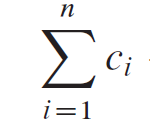 n
∑ c_i
i=1